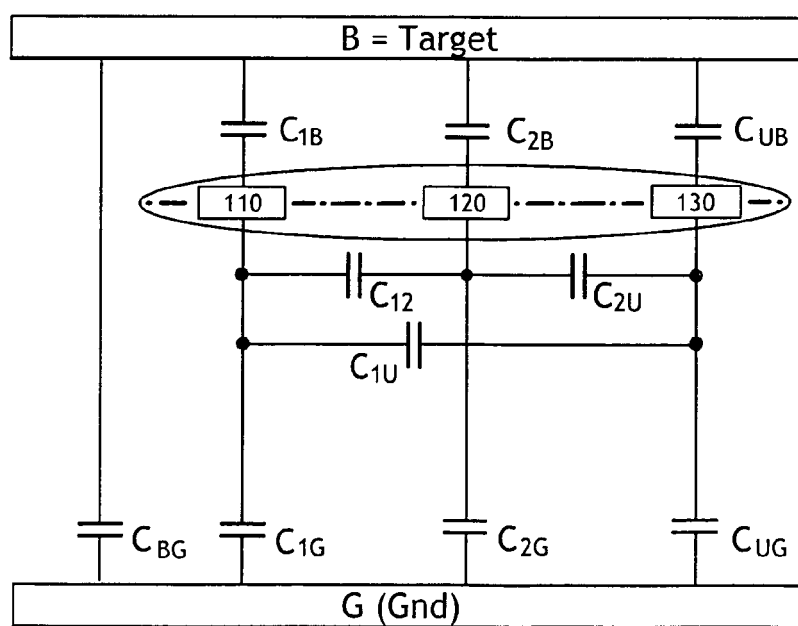 B = Target
C1B
C2B
CUB
110
120
130
C12
C2U
C1U
CBG
C1G
C2G
CUG
G (Gnd)